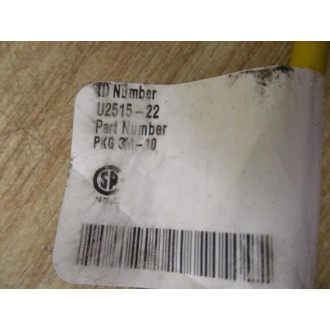 ID Number
U2515-22
Part Number
PKG 3M-10